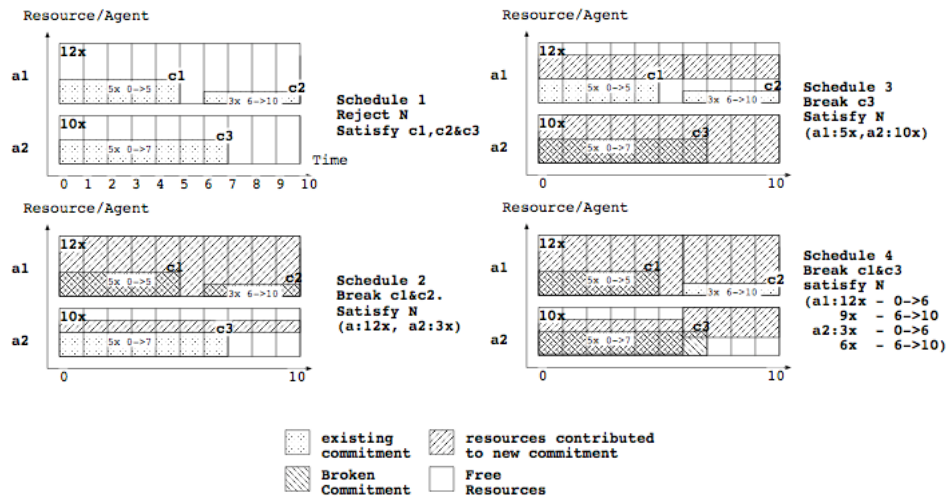 Resource/Agent
12x
a1
c1
5x 0->5
c2
3x 6->10
10x
a2
c3
5x 0->7
Time
0 1 2 3 4 5 6 7 8 9 10
Schedule 1
Reject N
Satisfy c1,c2&c3
Resource/Agent
12x
a1
c1
5x 0->5
c2
3x 6->10
10x
a2
c3
5x 0->7
0 10
Schedule 3
Break c3
Satisfy N
(a1:5x,a2:10x)
Resource/Agent
12x
a1
c1
5x 0->5
c2
3x 6->10
10x
a2
c3
5x 0->7
0 10
Schedule 2
Break c1&c2.
Satisfy N
(a:12x, a2:3x)
Resource/Agent
12x
a1
c1
5x 0->5
c2
3x 6->10
10x
a2
c3
5x 0->7
0 10
Schedule 4
Break c1&c3
satisfy N
(a1:12x - 0->6
9x - 6->10
a2:3x - 0->6
6x - 6->10)
existing
commitment
resources contributed
to new commitment
Broken
Commitment
Free
Resources